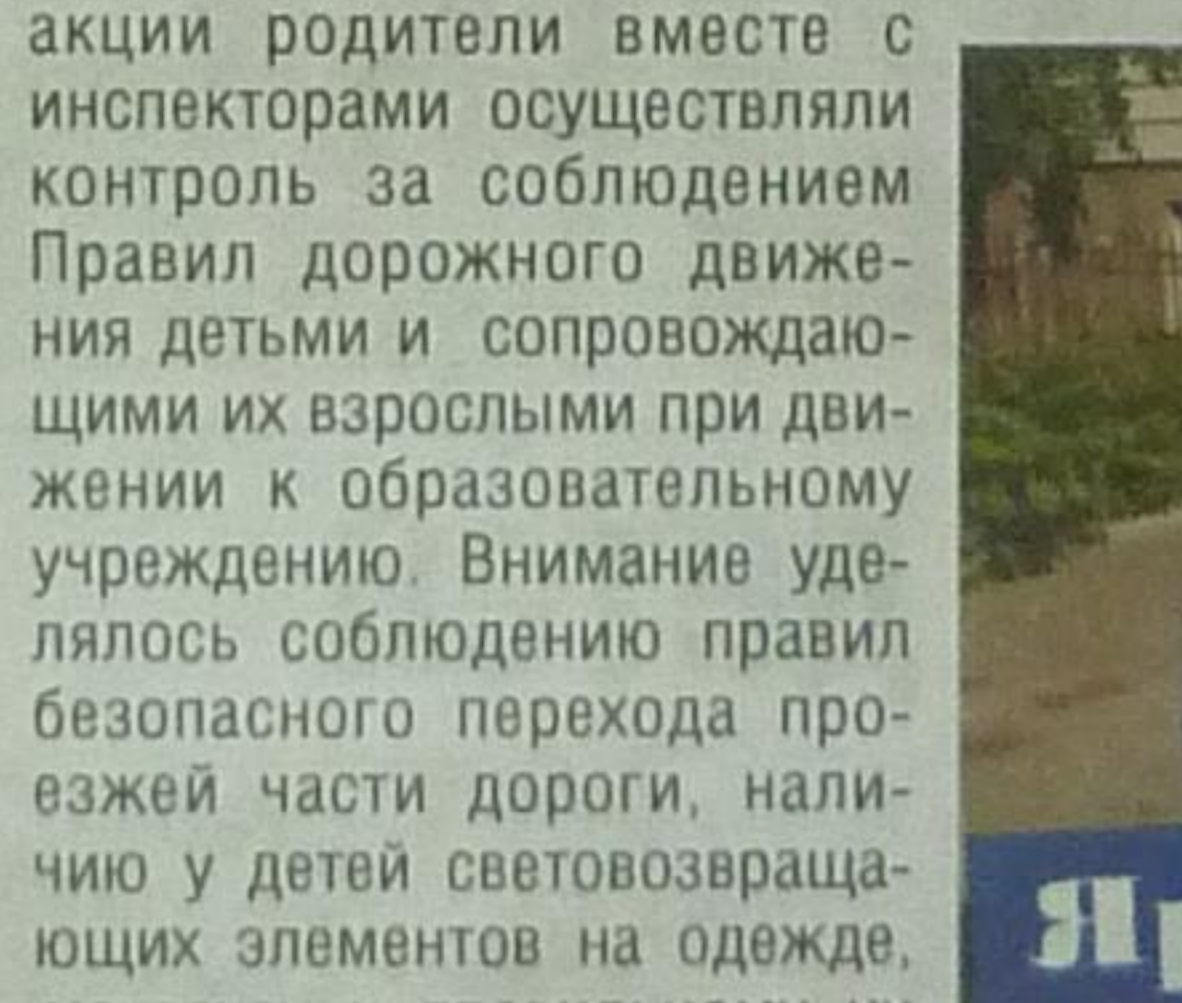 акции родители вместе с
инспекторами осуществляли
контроль за соблюдением
Правил дорожного движе-
ния детьми и сопровождаю-
щими их взрослыми при дви-
жении к образовательному
учреждению. Внимание уде-
лялось соблюдению правил
безопасного перехода про-
езжей части дороги, нали-
чию у детей световозвраща-
ющих элементов на одежде,